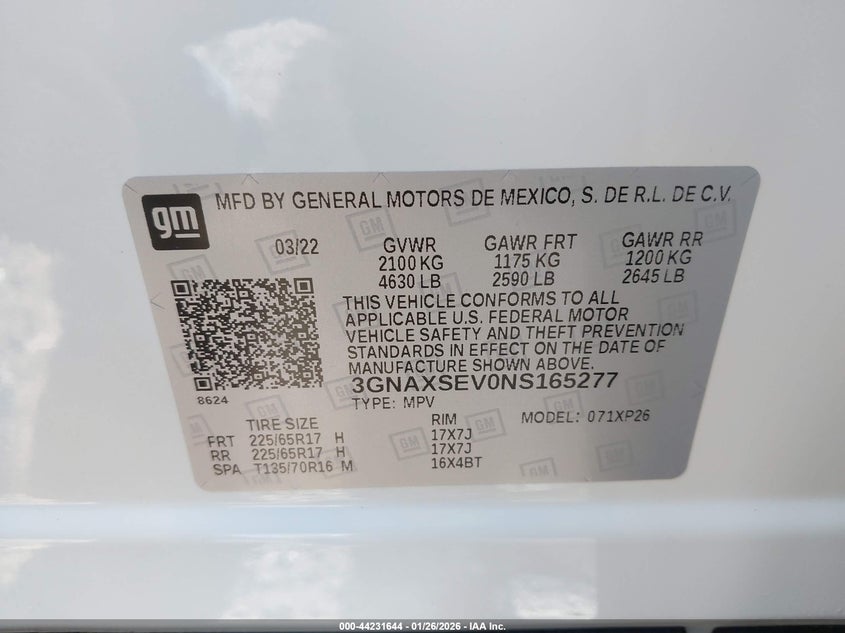 gm
MFD BY GENERAL MOTORS DE MEXICO, S. DE R.L. DE C.V.
03/22
GVWR GAWR FRT GAWR RR
2100 KG 1175 KG 1200 KG
4630 LB 2590 LB 2645 LB
THIS VEHICLE CONFORMS TO ALL
APPLICABLE U.S. FEDERAL MOTOR
VEHICLE SAFETY AND THEFT PREVENTION
STANDARDS IN EFFECT ON THE DATE OF
MANUFACTURE SHOWN ABOVE.
3GNAXSEV0NS165277
8624
TYPE: MPV
TIRE SIZE RIM MODEL: 071XP26
FRT 225/65R17 H 17X7J
RR 225/65R17 H 17X7J
SPA T135/70R16 M 16X4BT
000-44231644 | 01/26/2026 - IAA Inc.